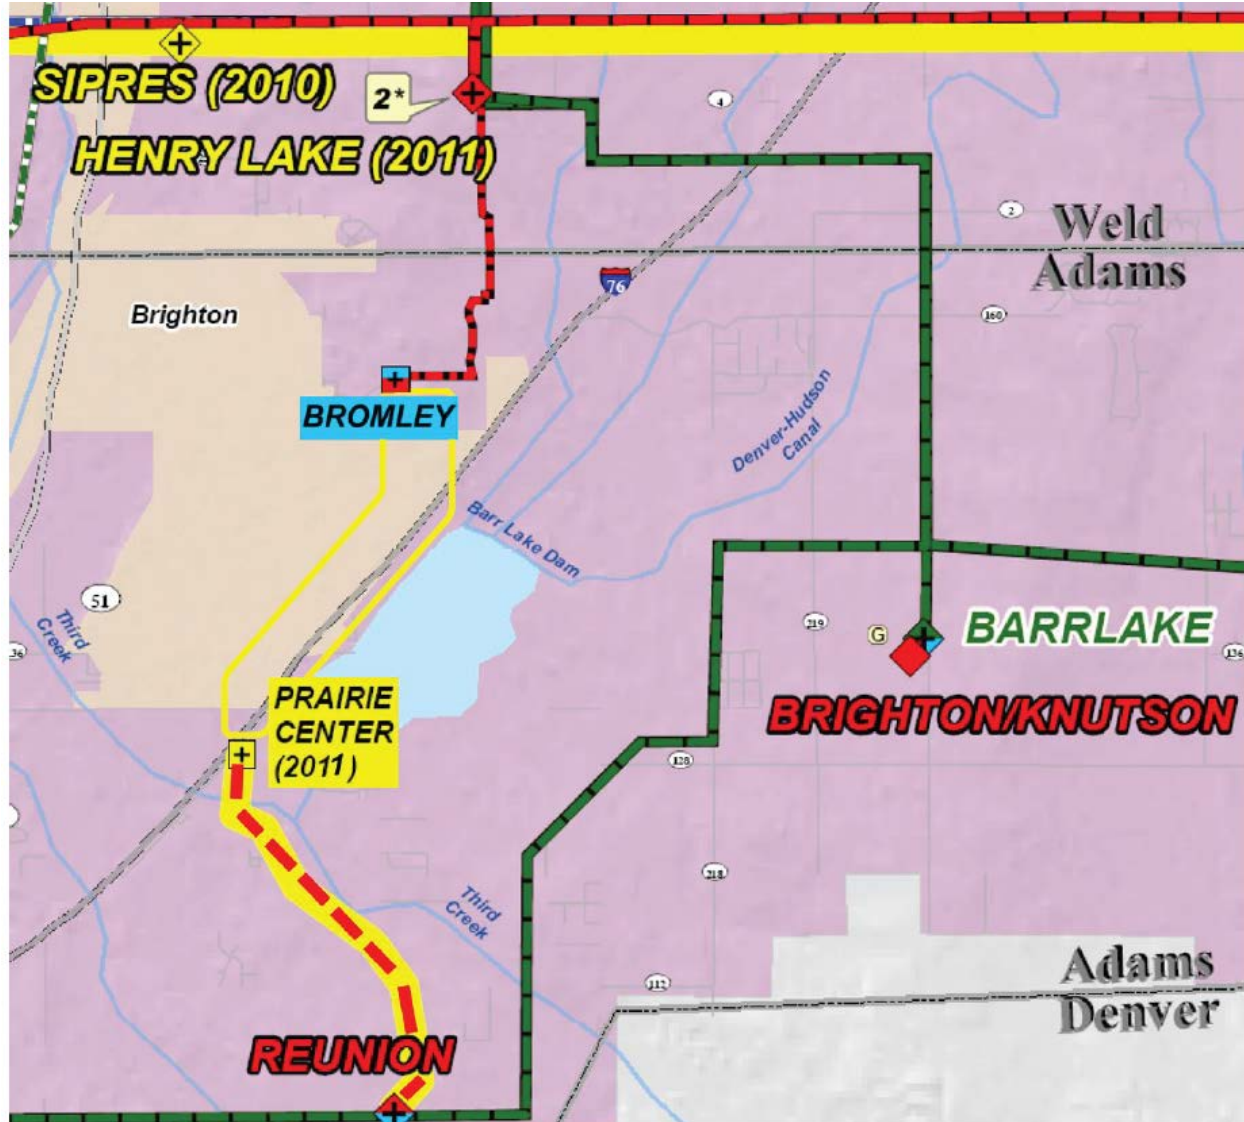 SIPRES (2010)
2*
4
HENRY LAKE (2011)
2
Weld
Adams
76
160
Brighton
BROMLEY
Denver-Hudson
Canal
Barr Lake Dam
51
Third
Creek
36
219
G
BARRLAKE
136
PRAIRIE
CENTER
(2011)
BRIGHTON/KNUTSON
128
218
Third
Creek
112
Adams
Denver
REUNION